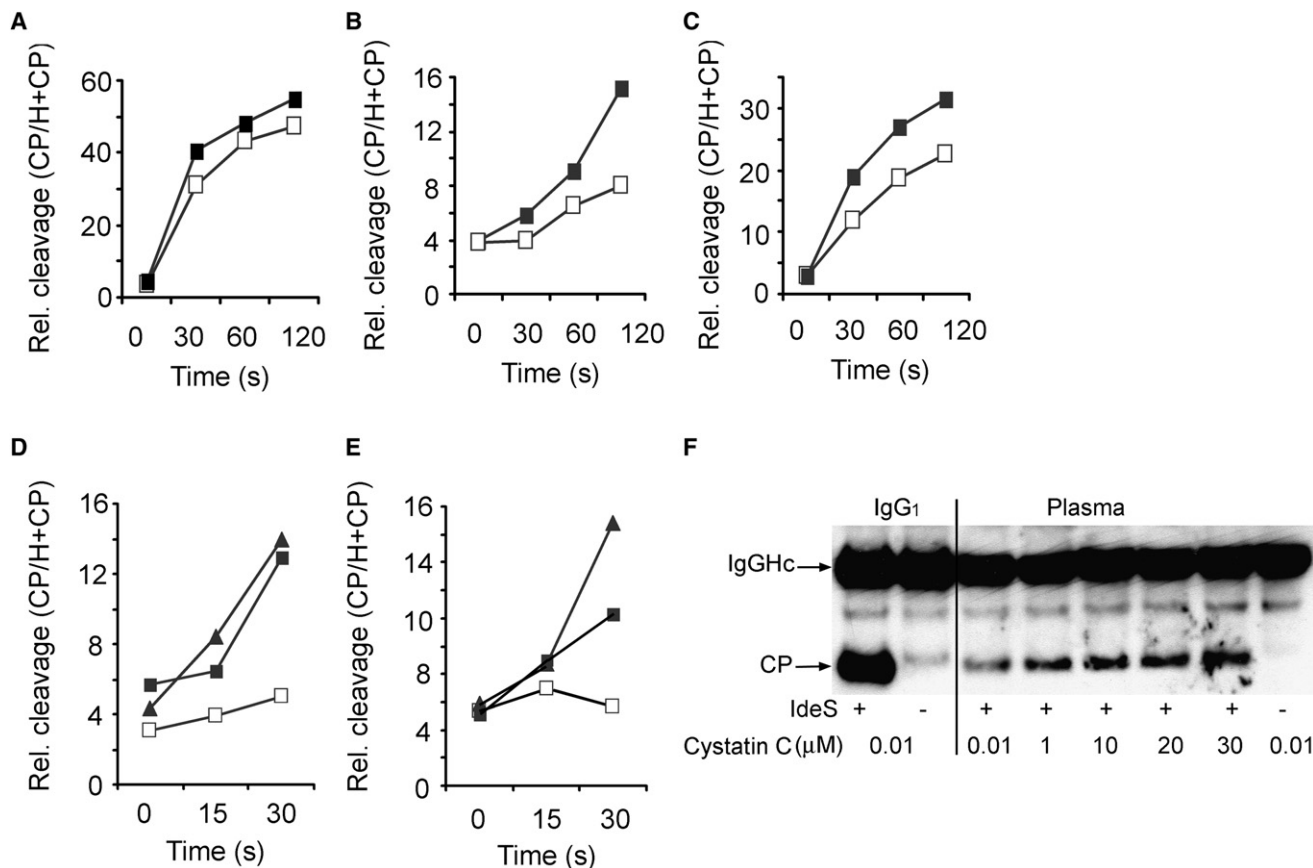 A
Rel. cleavage (CP/H+CP)
60
40
20
0
0 30 60 120
Time (s)
B
Rel. cleavage (CP/H+CP)
16
12
8
4
0
0 30 60 120
Time (s)
C
Rel. cleavage (CP/H+CP)
30
20
10
0
0 30 60 120
Time (s)
D
Rel. cleavage (CP/H+CP)
16
12
8
4
0
0 15 30
Time (s)
E
Rel. cleavage (CP/H+CP)
16
16
10
8
4
8
0 15 30
Time (s)
F
IgG1 Plasma
IgGHc
CP
IdeS + - + + + + + -
Cystatin C (μM) 0.01 0.01 1 10 20 30 0.01